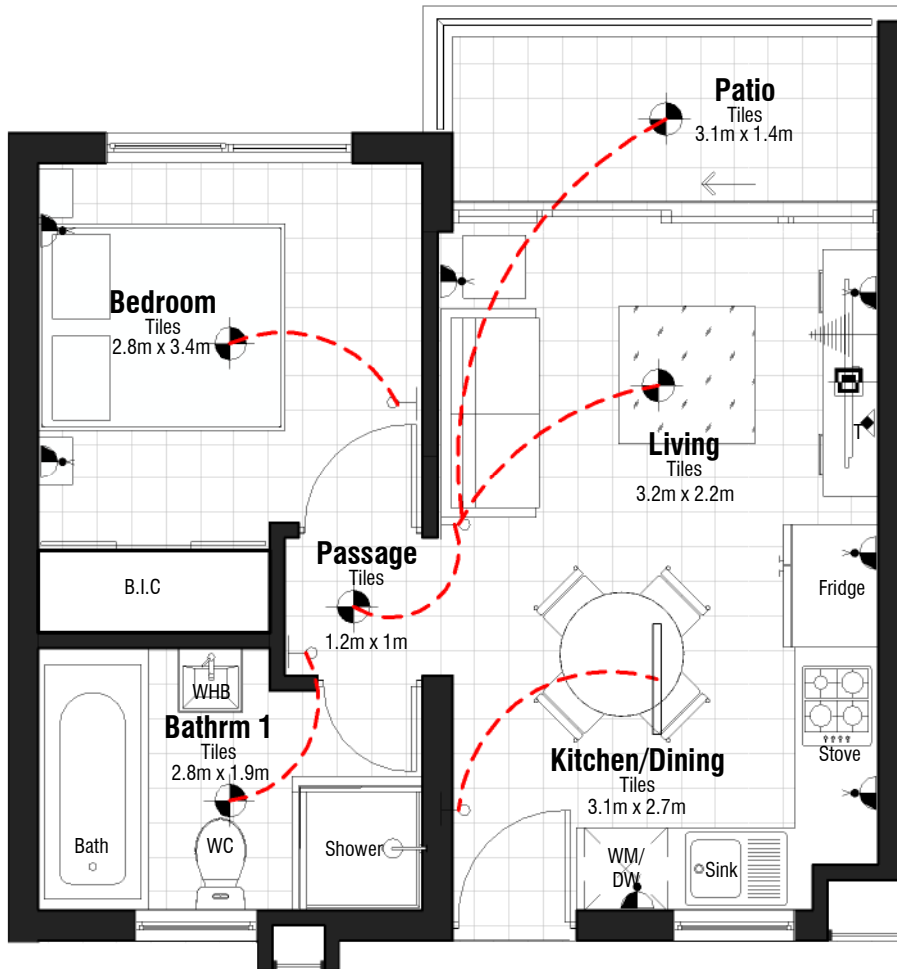 Patio
Tiles
3.1m x 1.4m
Bedroom
Tiles
2.8m x 3.4m
Living
Tiles
3.2m x 2.2m
T
Passage
Tiles
1.2m x 1m
B.I.C
Fridge
WHB
Bathrm 1
Tiles
2.8m x 1.9m
Bath
WC
Shower
Kitchen/Dining
Tiles
3.1m x 2.7m
Stove
WM/
DW
Sink